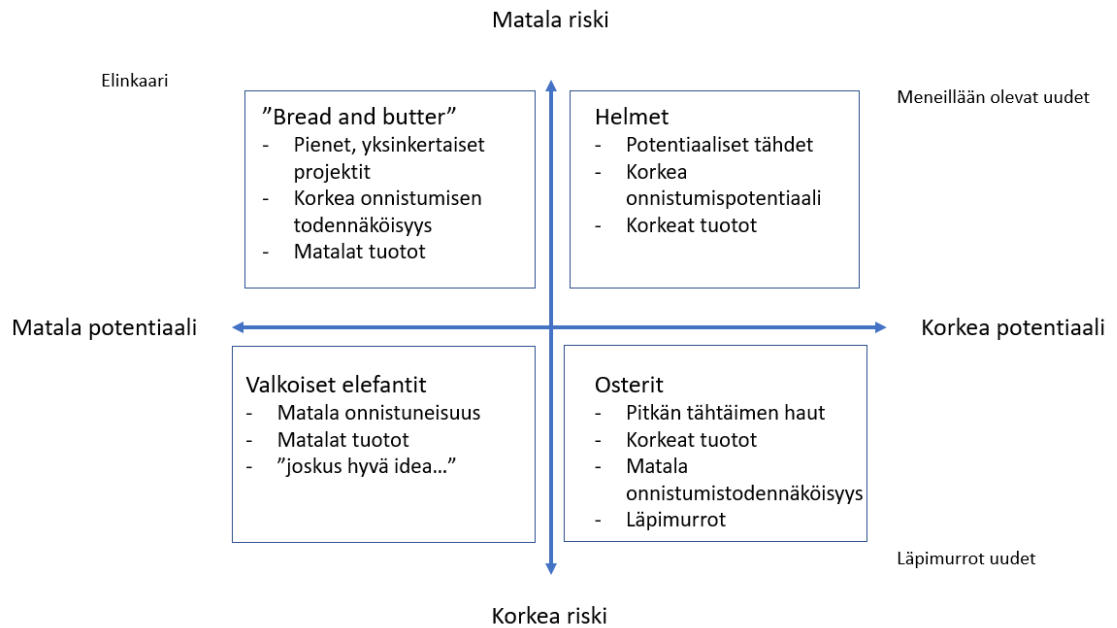 Matala riski
Elinkaari
Meneillään olevat uudet
”Bread and butter”
- Pienet, yksinkertaiset
projektit
- Korkea onnistumisen
todennäköisyys
- Matalat tuotot
Helmet
- Potentiaaliset tähdet
- Korkea
onnistumispotentiaali
- Korkeat tuotot
Matala potentiaali
Korkea potentiaali
Valkoiset elefantit
- Matala onnistuneisuus
- Matalat tuotot
- ”joskus hyvä idea…”
Osterit
- Pitkän tähtäimen haut
- Korkeat tuotot
- Matala
onnistumistodennäköisyys
- Läpimurrot
Läpimurrot uudet
Korkea riski